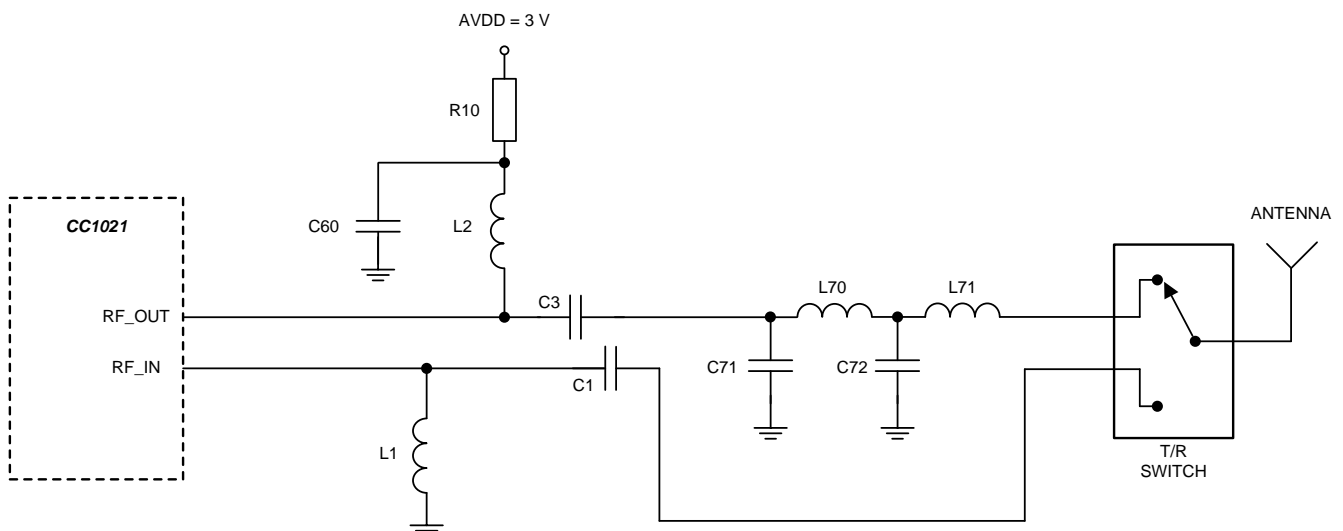 AVDD = 3 V
R10
CC1021
C60
L2
ANTENNA
C3
L70
L71
RF_OUT
RF_IN
C1
C71
C72
L1
T/R
SWITCH